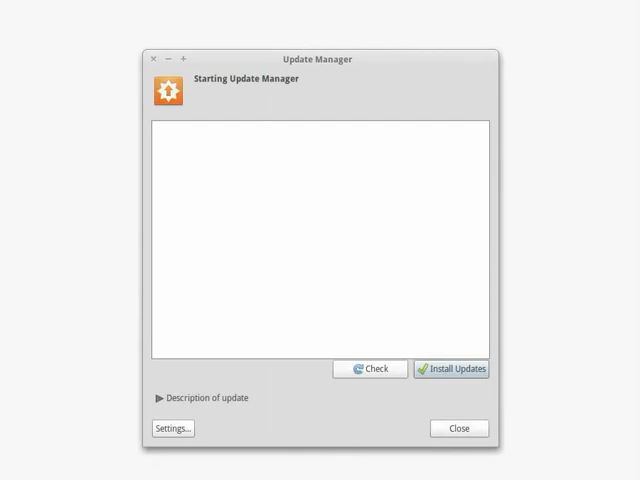 Update Manager
Starting Update Manager
Check
Install Updates
Description of update
Settings...
Close